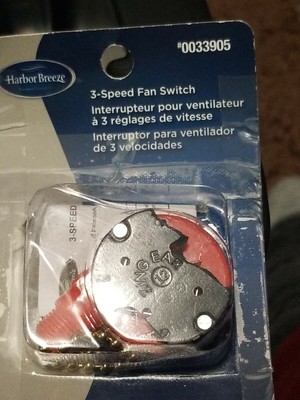 #0033905
Harbor Breeze
3-Speed Fan Switch
Interrupteur pour ventilateur
à 3 réglages de vitesse
Interruptor para ventilador
de 3 velocidades
3-SPEED